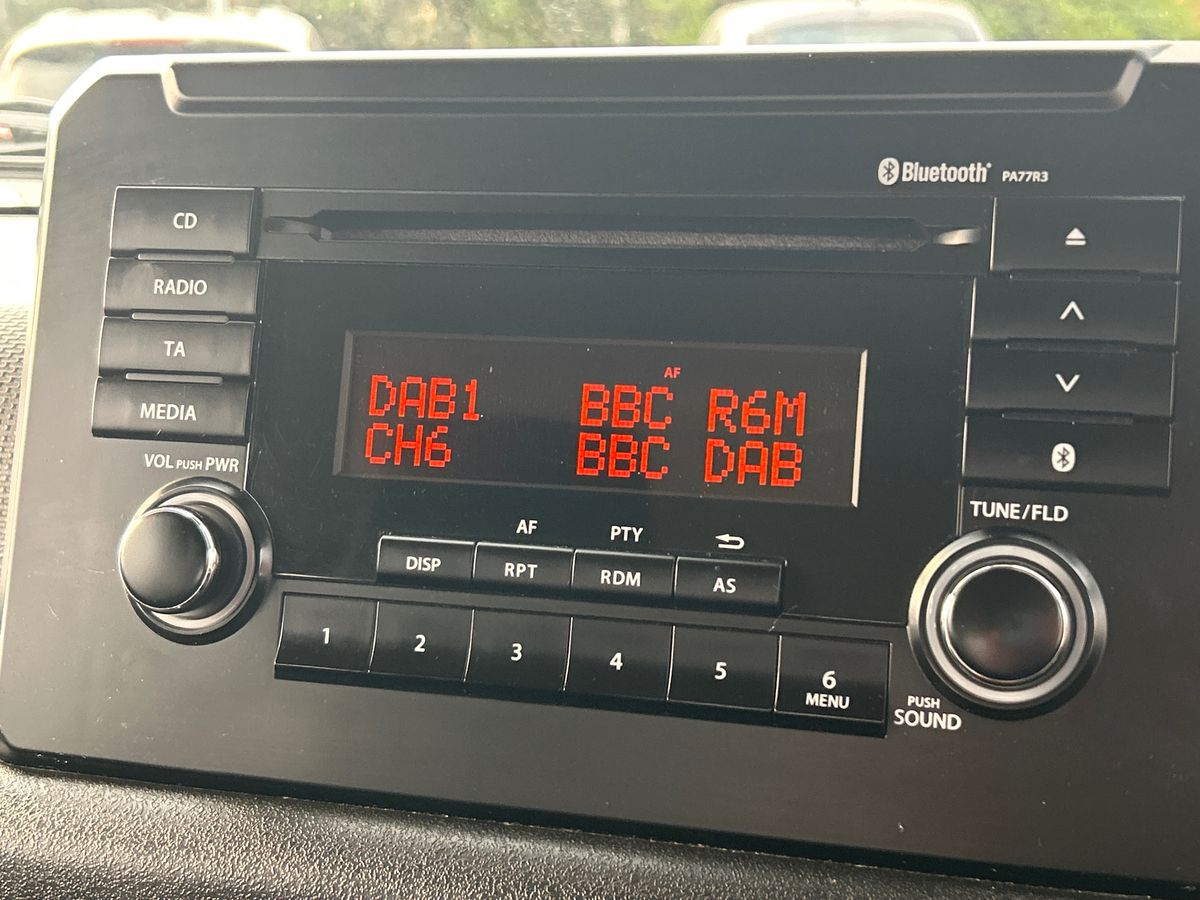 Bluetooth® PA77R3
CD
RADIO
TA
MEDIA
VOL PUSH PWR
AF
DAB1 BBC R6M
CH6 BBC DAB
TUNE/FLD
AF PTY
DISP RPT RDM AS
1 2 3 4 5 6
MENU
PUSH
SOUND